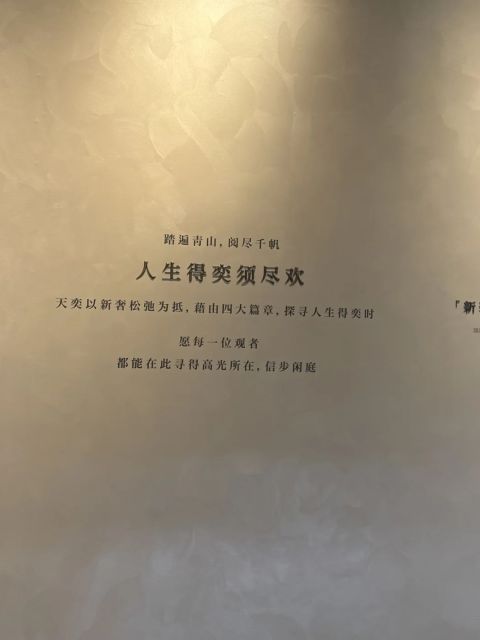 踏遍青山，阅尽千帆
人生得奕须尽欢
天奕以新奢松弛为抵，藉由四大篇章，探寻人生得奕时
愿每一位观者
都能在此寻得高光所在，信步闲庭
『新